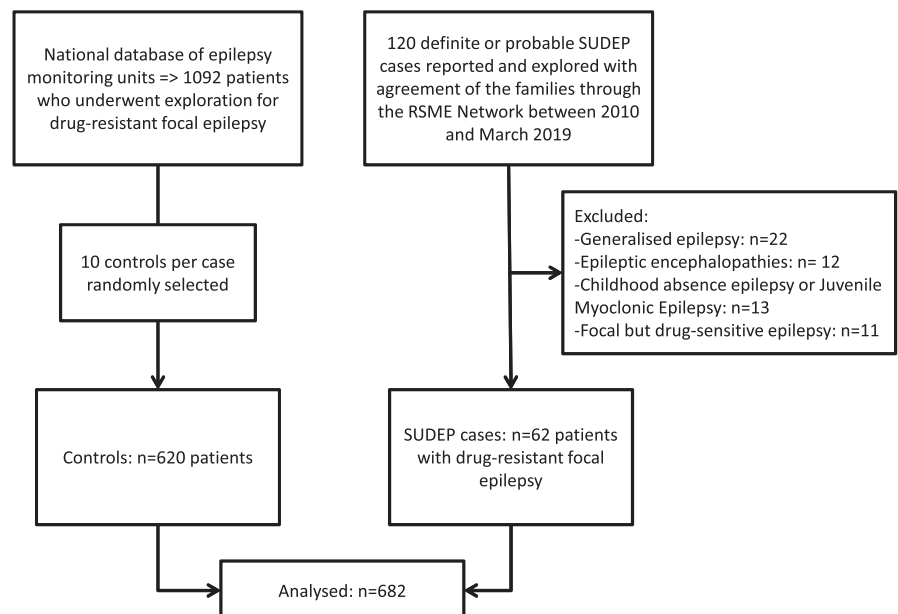 National database of epilepsy
monitoring units => 1092 patients
who underwent exploration for
drug-resistant focal epilepsy
120 definite or probable SUDEP
cases reported and explored with
agreement of the families through
the RSME Network between 2010
and March 2019
Excluded:
-Generalised epilepsy: n=22
-Epileptic encephalopathies: n= 12
-Childhood absence epilepsy or Juvenile
Myoclonic Epilepsy: n=13
-Focal but drug-sensitive epilepsy: n=11
10 controls per case
randomly selected
Controls: n=620 patients
SUDEP cases: n=62 patients
with drug-resistant focal
epilepsy
Analysed: n=682